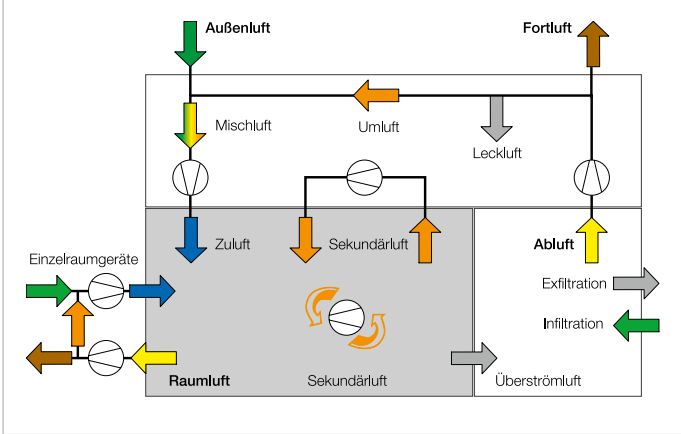 Außenluft
Fortluft
Mischluft
Umluft
Leckluft
Zuluft
Sekundärluft
Abluft
Einzelraumgeräte
Exfiltration
Infiltration
Raumluft
Sekundärluft
Überströmluft